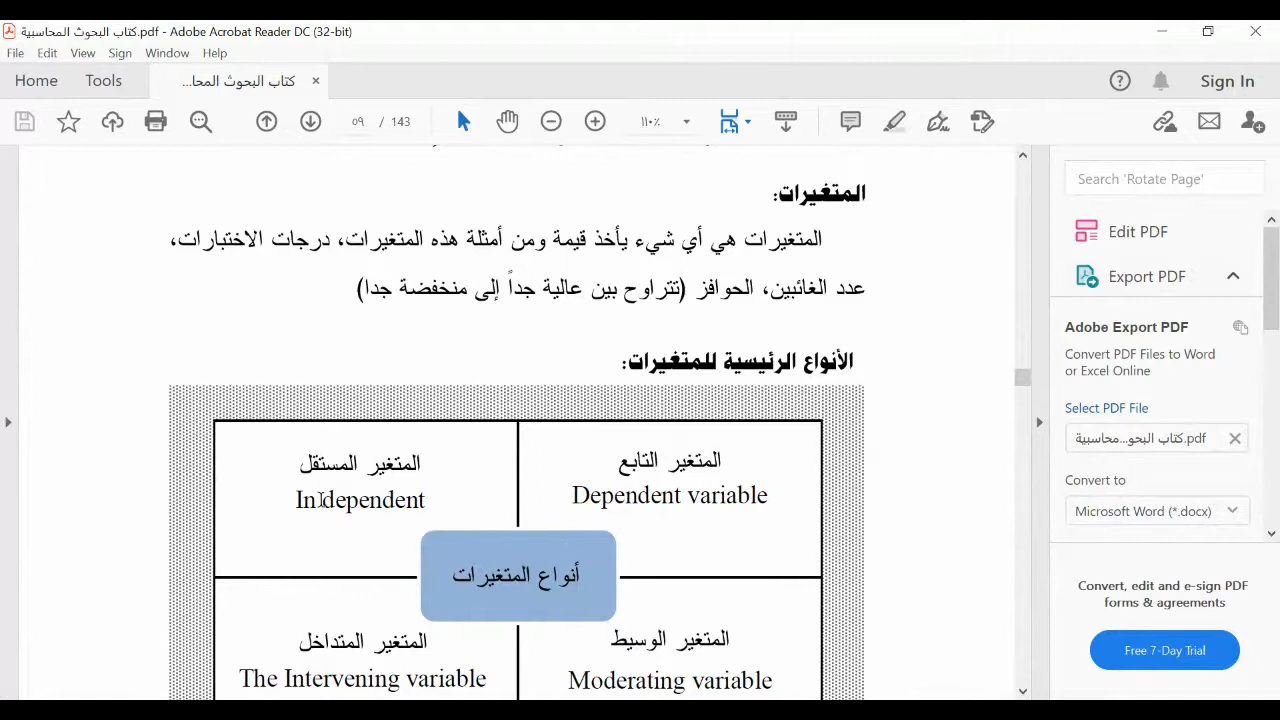 كتاب البحوث المحاسبية.pdf - Adobe Acrobat Reader DC (32-bit)
File Edit View Sign Window Help
Home Tools كتاب البحوث المحا... × Sign In
٥٩ / 143 ١١٠٪
المتغيرات:
المتغيرات هي أي شيء يأخذ قيمة ومن أمثلة هذه المتغيرات، درجات الاختبارات،
عدد الغائبين، الحوافز (تتراوح بين عالية جداً إلى منخفضة جدا)
الأنواع الرئيسية للمتغيرات:
المتغير التابع
Dependent variable
المتغير المستقل
Independent
أنواع المتغيرات
المتغير الوسيط
Moderating variable
المتغير المتداخل
The Intervening variable
Search 'Rotate Page'
Edit PDF
Export PDF
Adobe Export PDF
Convert PDF Files to Word
or Excel Online
Select PDF File
كتاب البحو...محاسبية.pdf
Convert to
Microsoft Word (*.docx)
Convert, edit and e-sign PDF
forms & agreements
Free 7-Day Trial